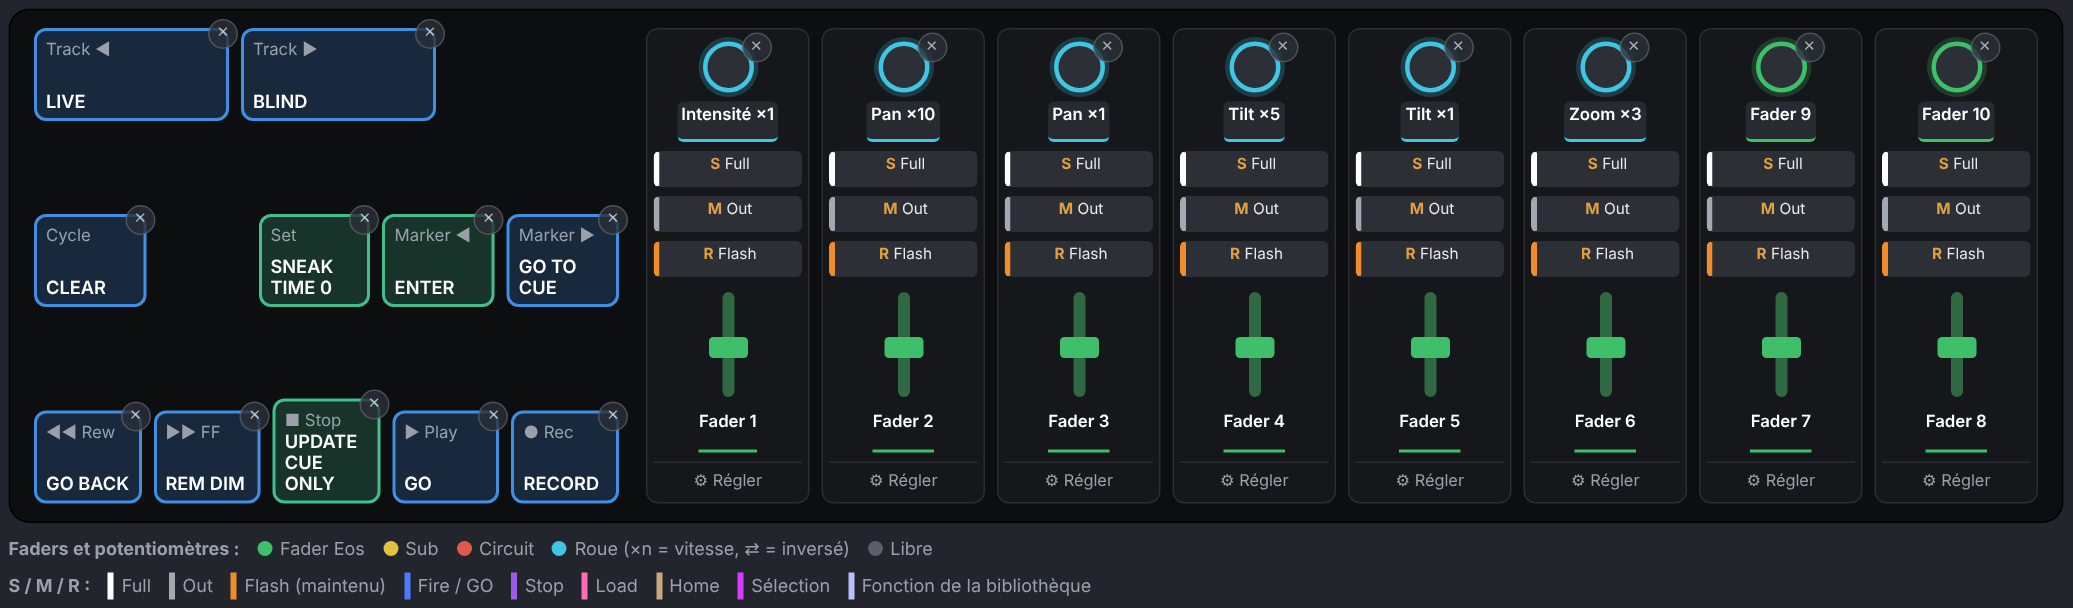 Track ◀
LIVE
Track ▶
BLIND
Cycle
CLEAR
Set
SNEAK
TIME 0
Marker ◀
ENTER
Marker ▶
GO TO
CUE
◀◀ Rew
GO BACK
▶▶ FF
REM DIM
■ Stop
UPDATE
CUE
ONLY
▶ Play
GO
● Rec
RECORD
Intensité ×1
S Full
M Out
R Flash
Fader 1
⚙ Régler
Pan ×10
S Full
M Out
R Flash
Fader 2
⚙ Régler
Pan ×1
S Full
M Out
R Flash
Fader 3
⚙ Régler
Tilt ×5
S Full
M Out
R Flash
Fader 4
⚙ Régler
Tilt ×1
S Full
M Out
R Flash
Fader 5
⚙ Régler
Zoom ×3
S Full
M Out
R Flash
Fader 6
⚙ Régler
Fader 9
S Full
M Out
R Flash
Fader 7
⚙ Régler
Fader 10
S Full
M Out
R Flash
Fader 8
⚙ Régler
Faders et potentiomètres : Fader Eos Sub Circuit Roue (×n = vitesse, ⇄ = inversé) Libre
S / M / R : Full Out Flash (maintenu) Fire / GO Stop Load Home Sélection Fonction de la bibliothèque